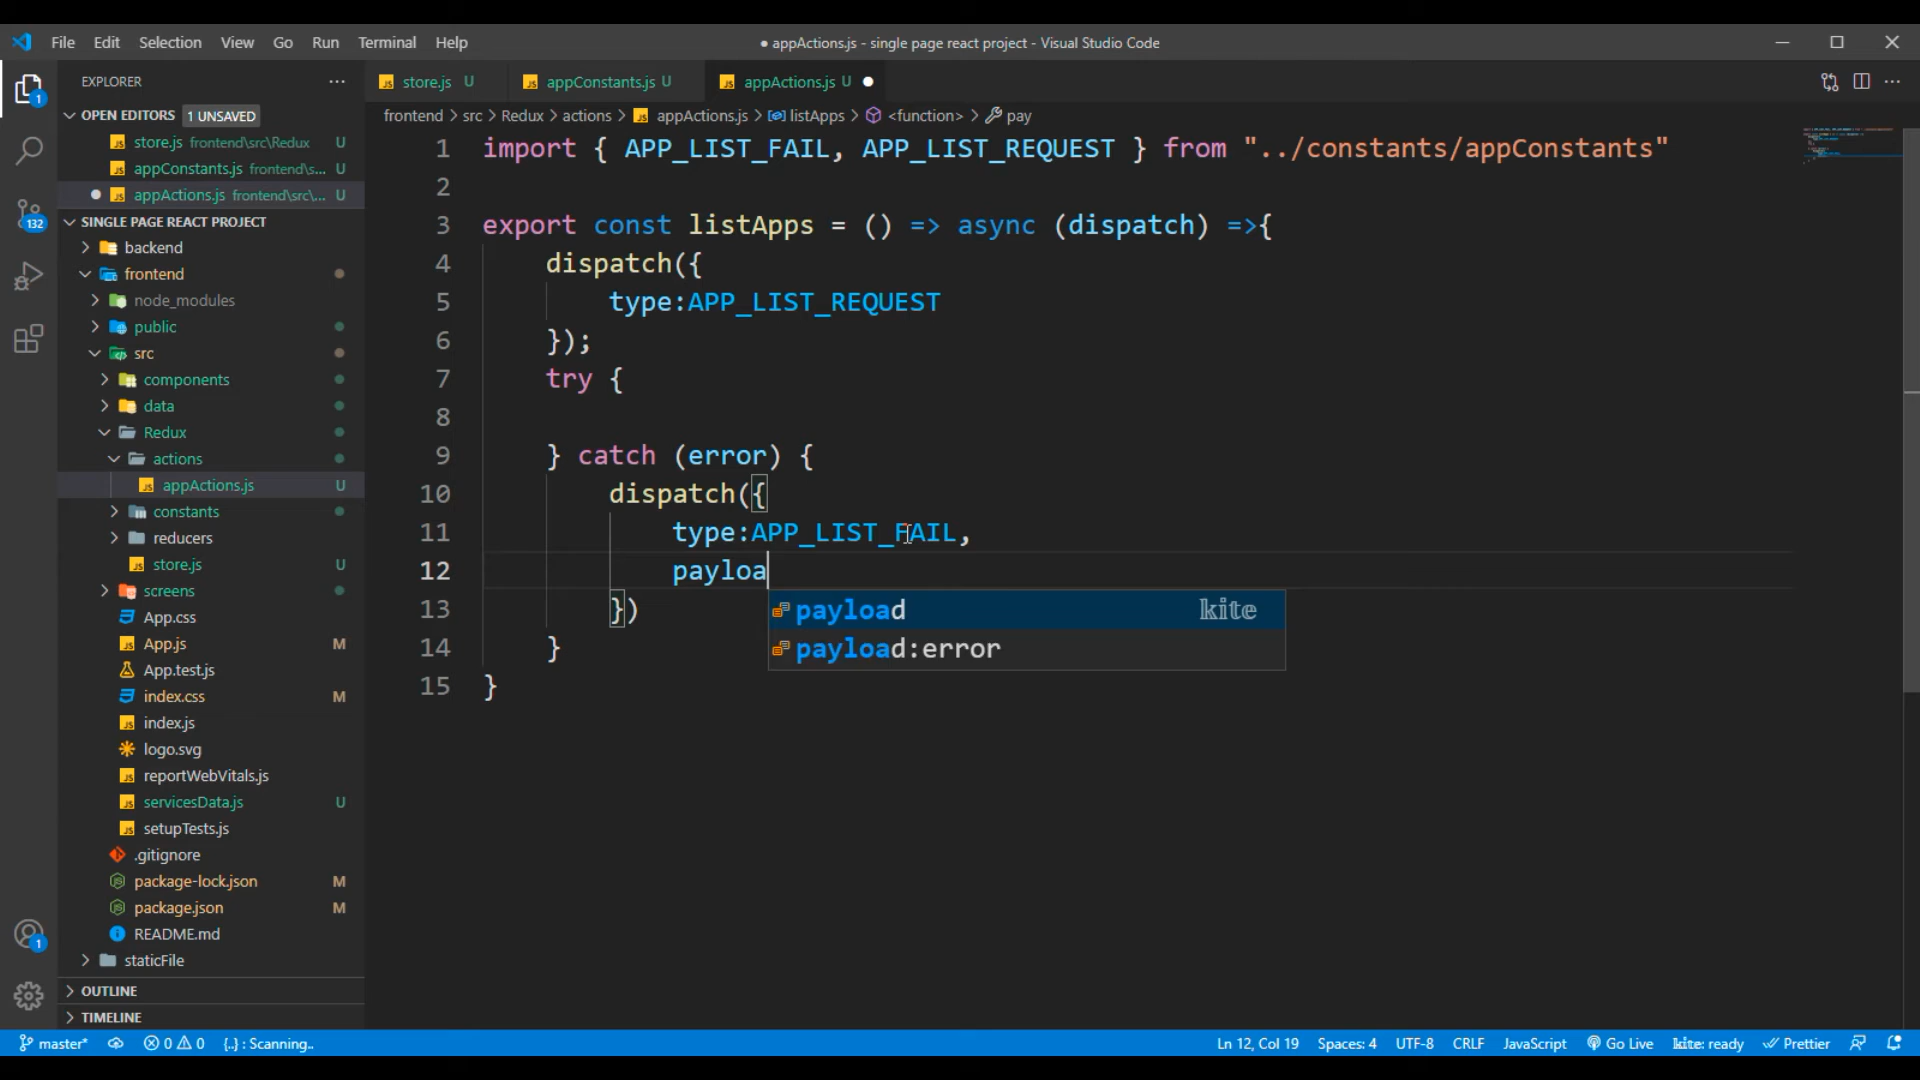 File Edit Selection View Go Run Terminal Help
● appActions.js - single page react project - Visual Studio Code
EXPLORER
store.js U
appConstants.js U
appActions.js U
OPEN EDITORS 1 UNSAVED
store.js frontend\src\Redux U
appConstants.js frontend\s... U
appActions.js frontend\src\... U
SINGLE PAGE REACT PROJECT
backend
frontend
node_modules
public
src
components
data
Redux
actions
appActions.js U
constants
reducers
store.js U
screens
App.css
App.js M
App.test.js
index.css M
index.js
logo.svg
reportWebVitals.js
servicesData.js U
setupTests.js
.gitignore
package-lock.json M
package.json M
README.md
staticFile
OUTLINE
TIMELINE
1
132
1
frontend > src > Redux > actions > appActions.js > listApps > <function> > pay
1 import { APP_LIST_FAIL, APP_LIST_REQUEST } from "../constants/appConstants"
2
3 export const listApps = () => async (dispatch) =>{
4 dispatch({
5 type:APP_LIST_REQUEST
6 });
7 try {
8
9 } catch (error) {
10 dispatch({
11 type:APP_LIST_FAIL,
12 payloa
13 })
14 }
15 }
payload kite
payload:error
master* 0 0 {..} : Scanning.. Ln 12, Col 19 Spaces: 4 UTF-8 CRLF JavaScript Go Live kite: ready Prettier